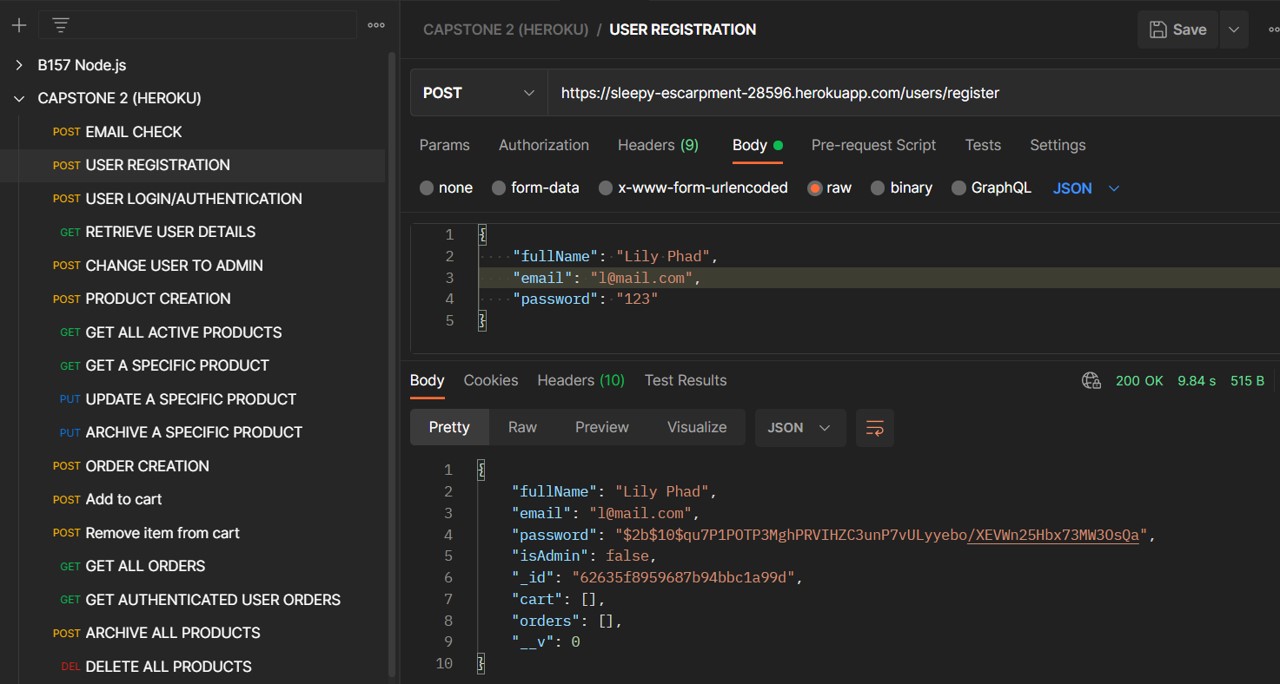 B157 Node.js
CAPSTONE 2 (HEROKU)
POST EMAIL CHECK
POST USER REGISTRATION
POST USER LOGIN/AUTHENTICATION
GET RETRIEVE USER DETAILS
POST CHANGE USER TO ADMIN
POST PRODUCT CREATION
GET GET ALL ACTIVE PRODUCTS
GET GET A SPECIFIC PRODUCT
PUT UPDATE A SPECIFIC PRODUCT
PUT ARCHIVE A SPECIFIC PRODUCT
POST ORDER CREATION
POST Add to cart
POST Remove item from cart
GET GET ALL ORDERS
GET GET AUTHENTICATED USER ORDERS
POST ARCHIVE ALL PRODUCTS
DEL DELETE ALL PRODUCTS
CAPSTONE 2 (HEROKU) / USER REGISTRATION
Save
POST https://sleepy-escarpment-28596.herokuapp.com/users/register
Params Authorization Headers (9) Body Pre-request Script Tests Settings
none form-data x-www-form-urlencoded raw binary GraphQL JSON
1 {
2 "fullName": "Lily Phad",
3 "email": "l@mail.com",
4 "password": "123"
5 }
Body Cookies Headers (10) Test Results 200 OK 9.84 s 515 B
Pretty Raw Preview Visualize JSON
1 {
2 "fullName": "Lily Phad",
3 "email": "l@mail.com",
4 "password": "$2b$10$qu7P1POTP3MghPRVIHZC3unP7vULyyebo/XEVWn25Hbx73MW3OsQa",
5 "isAdmin": false,
6 "_id": "62635f8959687b94bbc1a99d",
7 "cart": [],
8 "orders": [],
9 "__v": 0
10 }